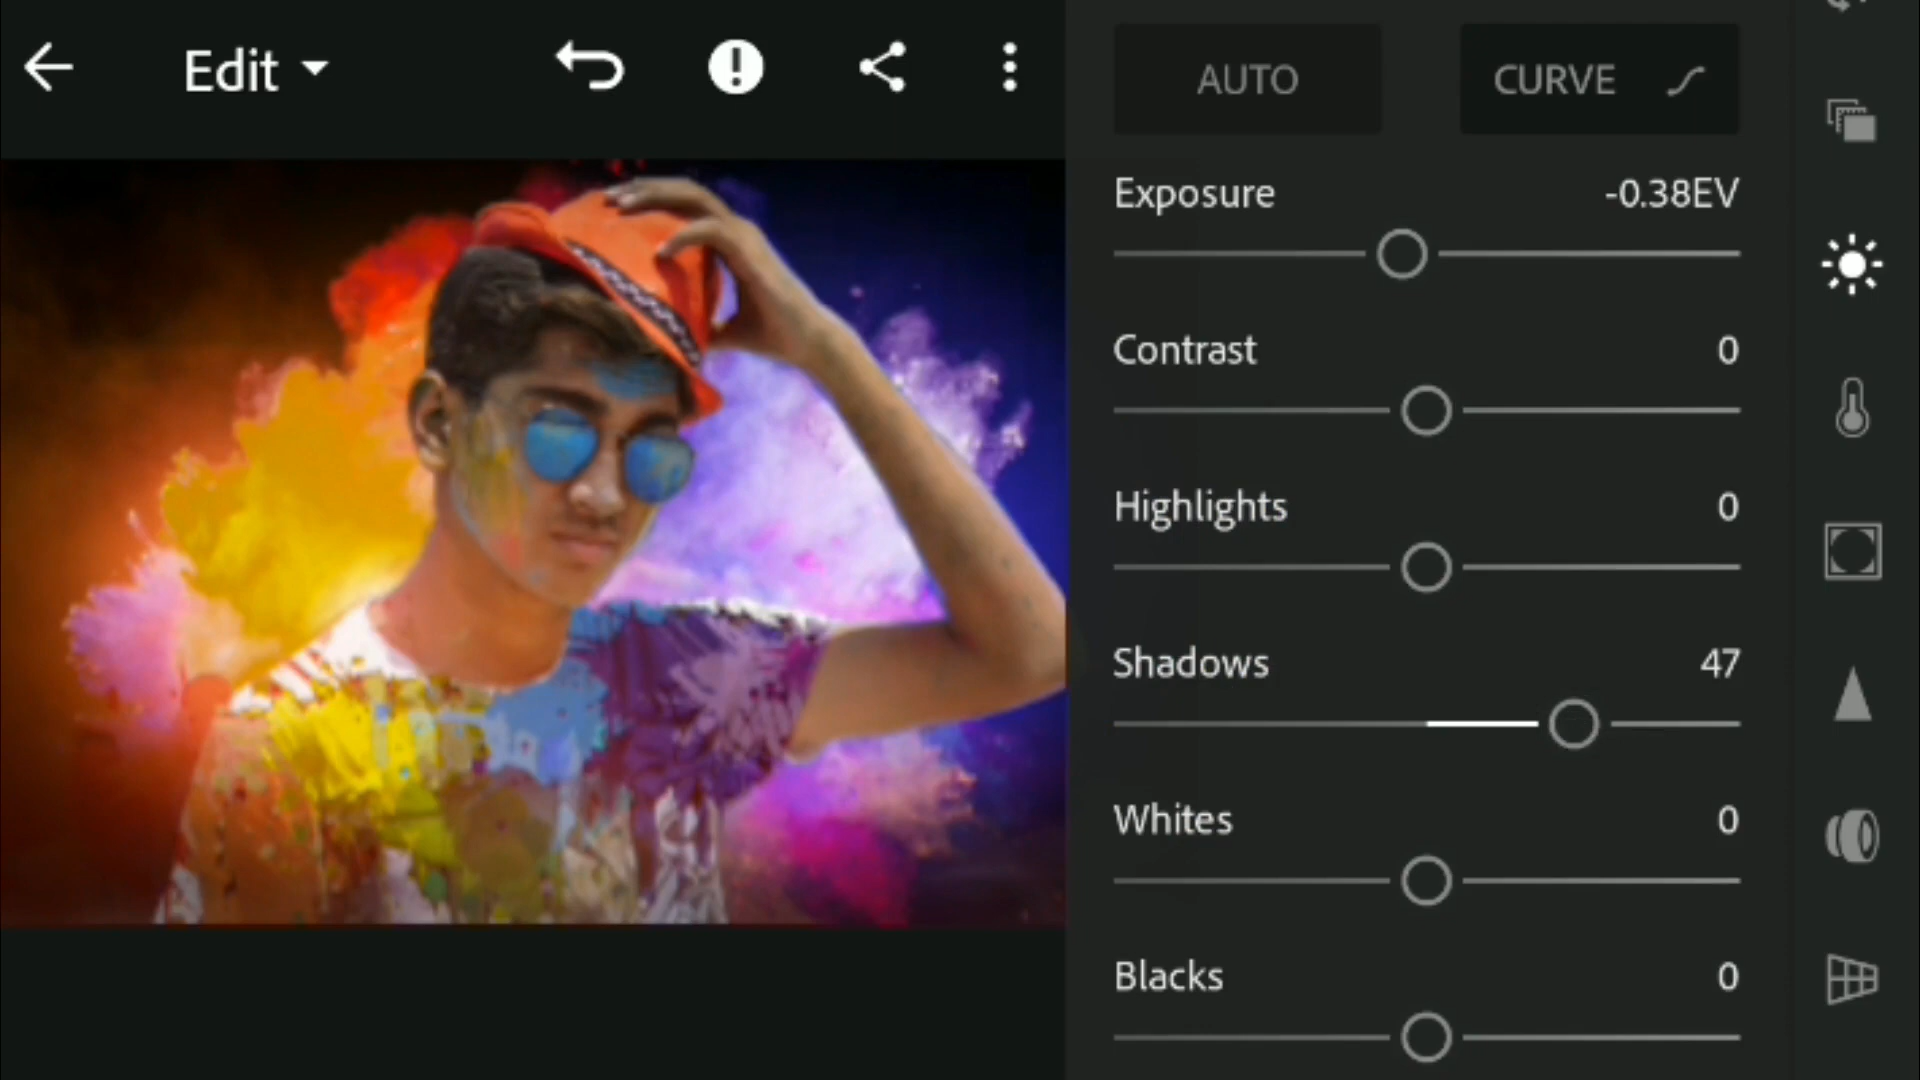 Edit
AUTO
CURVE
Exposure -0.38EV
Contrast 0
Highlights 0
Shadows 47
Whites 0
Blacks 0